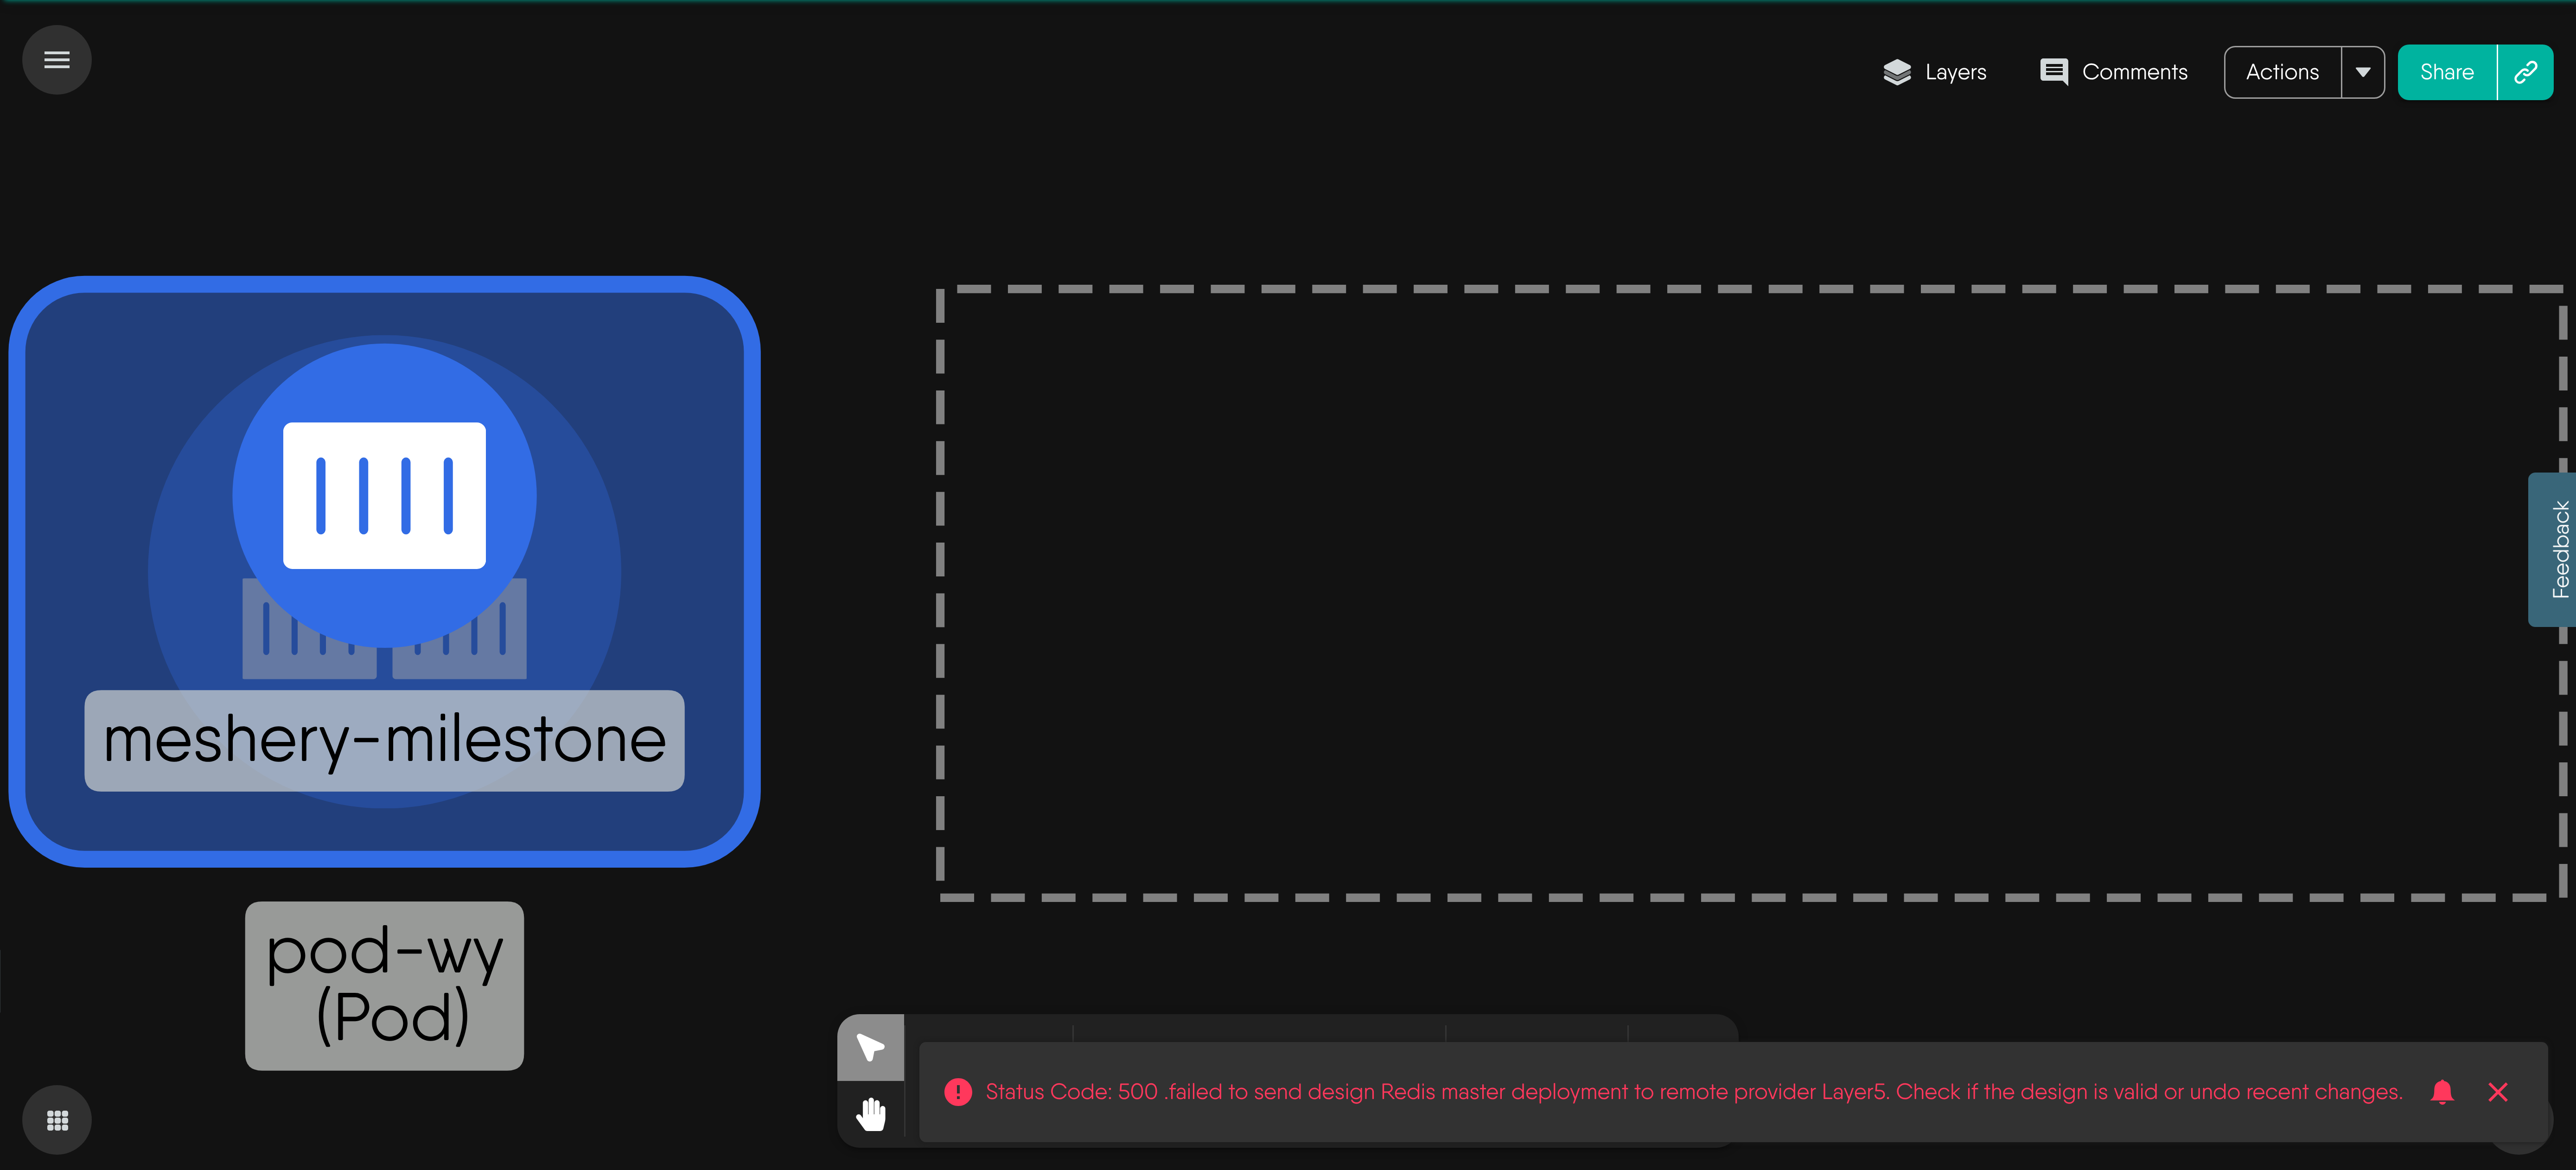 Layers
Comments
Actions
Share
meshery-milestone
Feedback
pod-wy
(Pod)
Status Code: 500 .failed to send design Redis master deployment to remote provider Layer5. Check if the design is valid or undo recent changes.